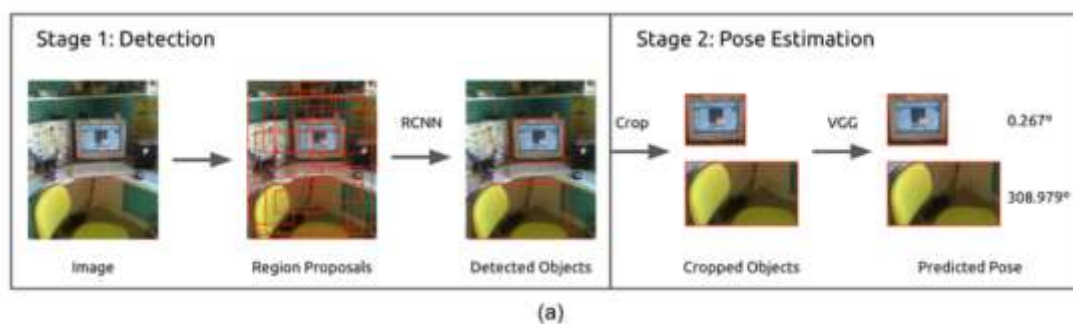 Stage 1: Detection
Stage 2: Pose Estimation
RCNN
Crop
VGG
0.267°
308.979°
Image
Region Proposals
Detected Objects
Cropped Objects
Predicted Pose
(a)